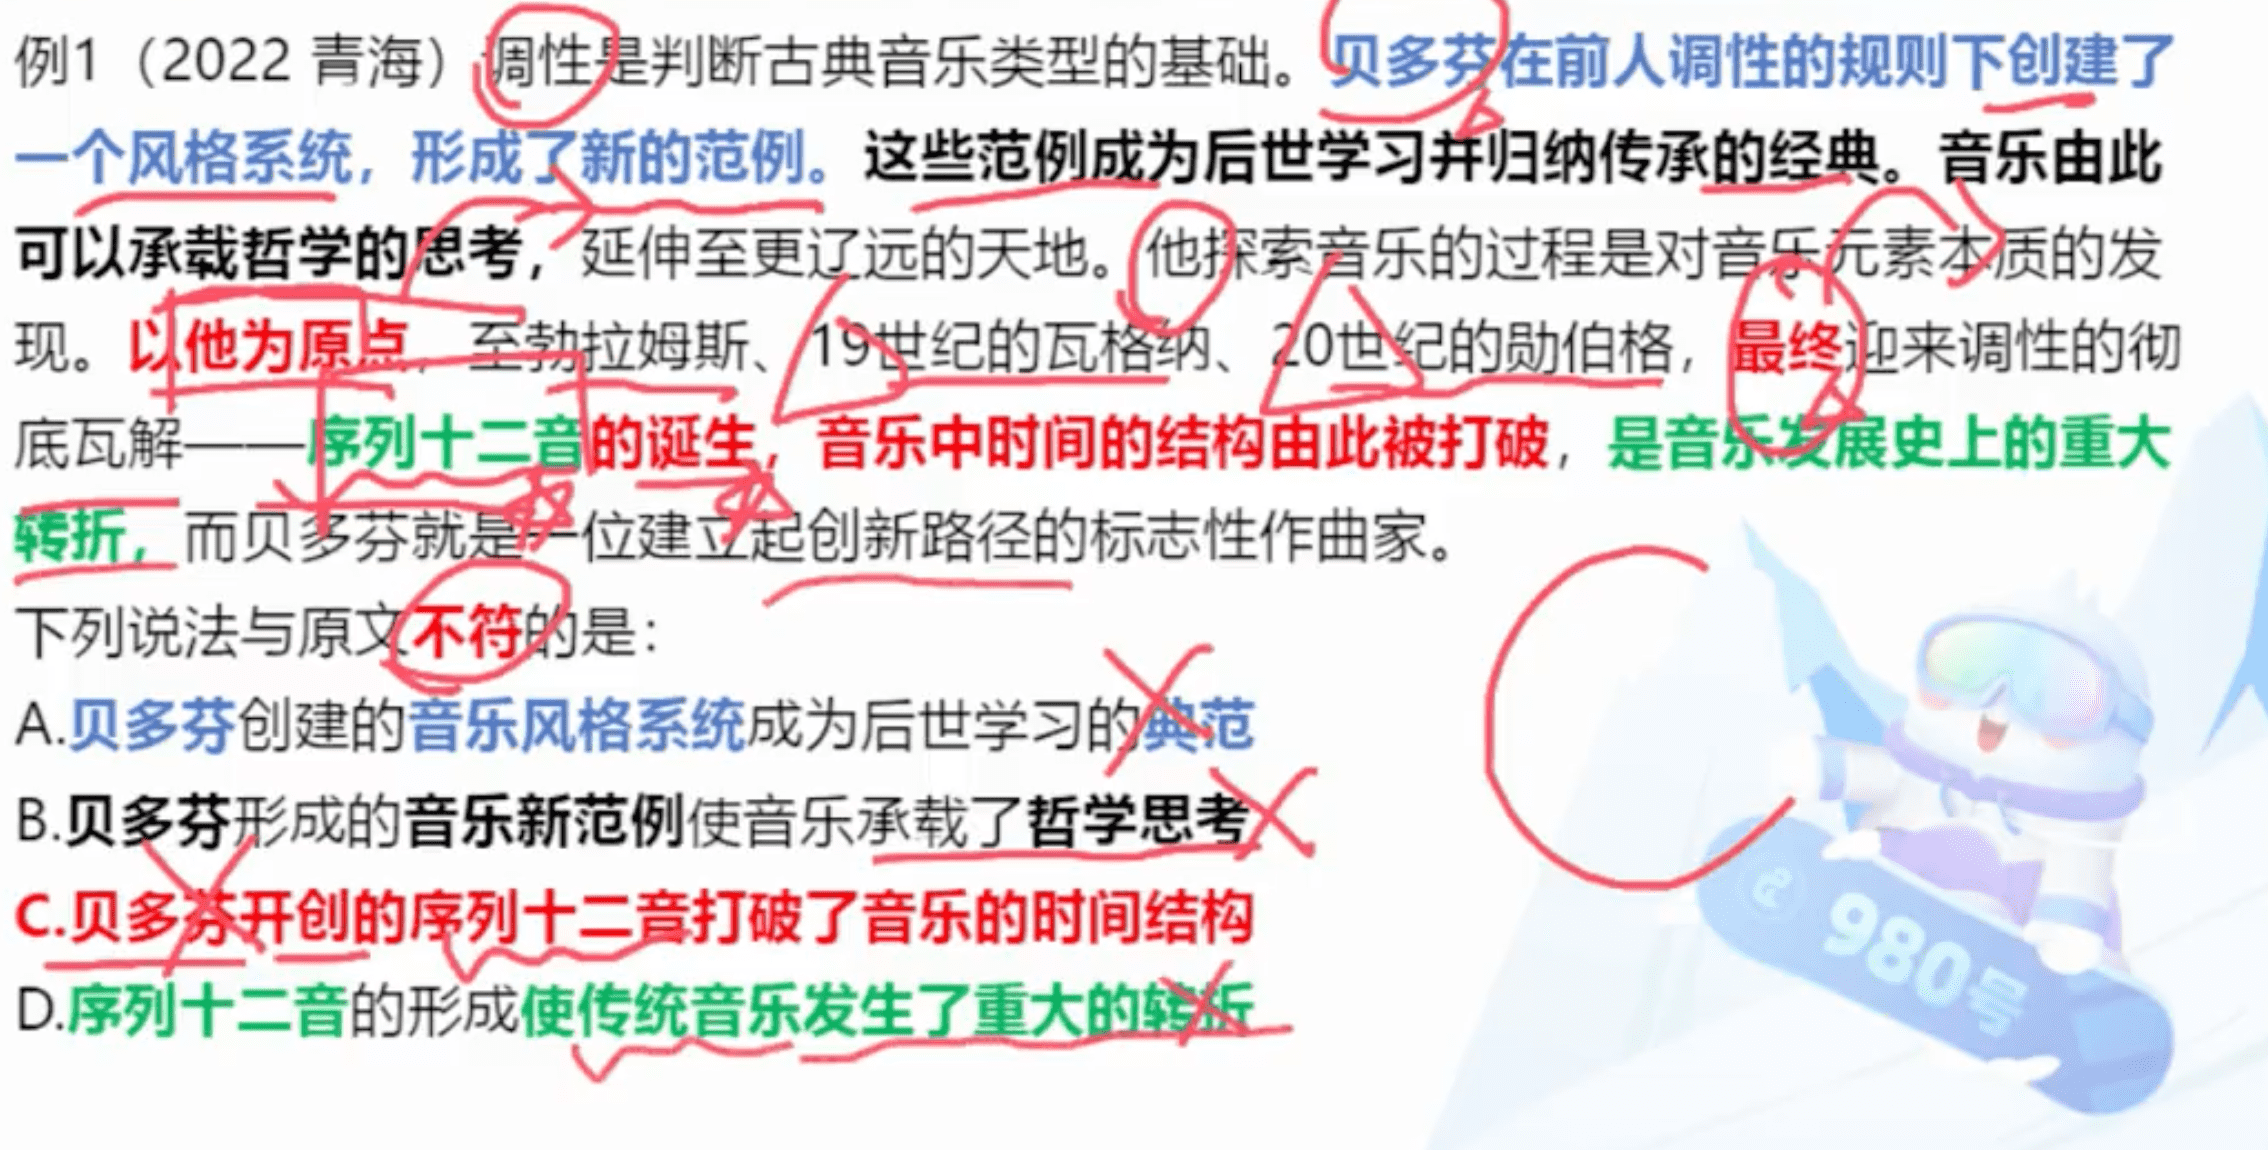 例1（2022 青海）调性是判断古典音乐类型的基础。贝多芬在前人调性的规则下创建了
一个风格系统，形成了新的范例。这些范例成为后世学习并归纳传承的经典。音乐由此
可以承载哲学的思考，延伸至更辽远的天地。他探索音乐的过程是对音乐元素本质的发
现。以他为原点，至勃拉姆斯、19世纪的瓦格纳、20世纪的勋伯格，最终迎来调性的彻
底瓦解——序列十二音的诞生，音乐中时间的结构由此被打破，是音乐发展史上的重大
转折，而贝多芬就是一位建立起创新路径的标志性作曲家。
下列说法与原文不符的是：
A.贝多芬创建的音乐风格系统成为后世学习的典范
B.贝多芬形成的音乐新范例使音乐承载了哲学思考
C.贝多芬开创的序列十二音打破了音乐的时间结构
D.序列十二音的形成使传统音乐发生了重大的转折
980号